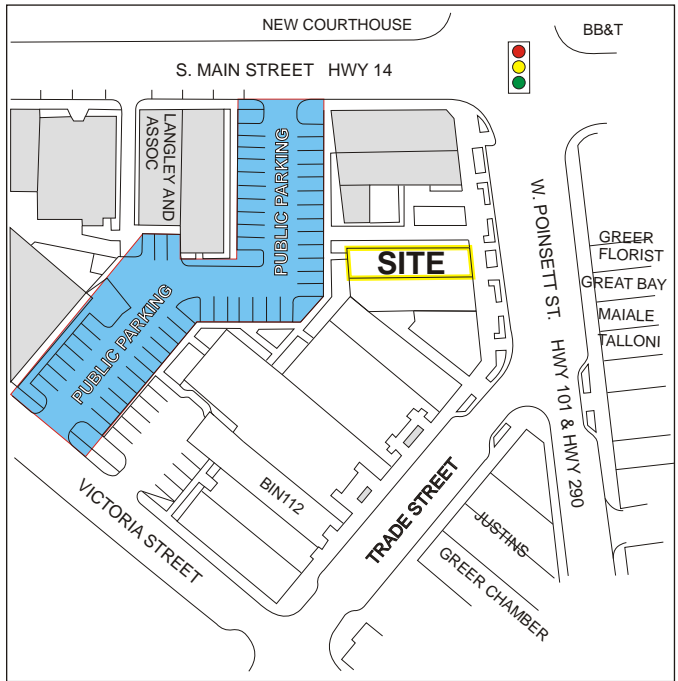 NEW COURTHOUSE
BB&T
S. MAIN STREET HWY 14
LANGLEY AND
ASSOC
PUBLIC PARKING
W. POINSETT ST. HWY 101 & HWY 290
SITE
GREER
FLORIST
GREAT BAY
MAIALE
TALLONI
PUBLIC PARKING
VICTORIA STREET
BIN112
TRADE STREET
JUSTINS
GREER CHAMBER